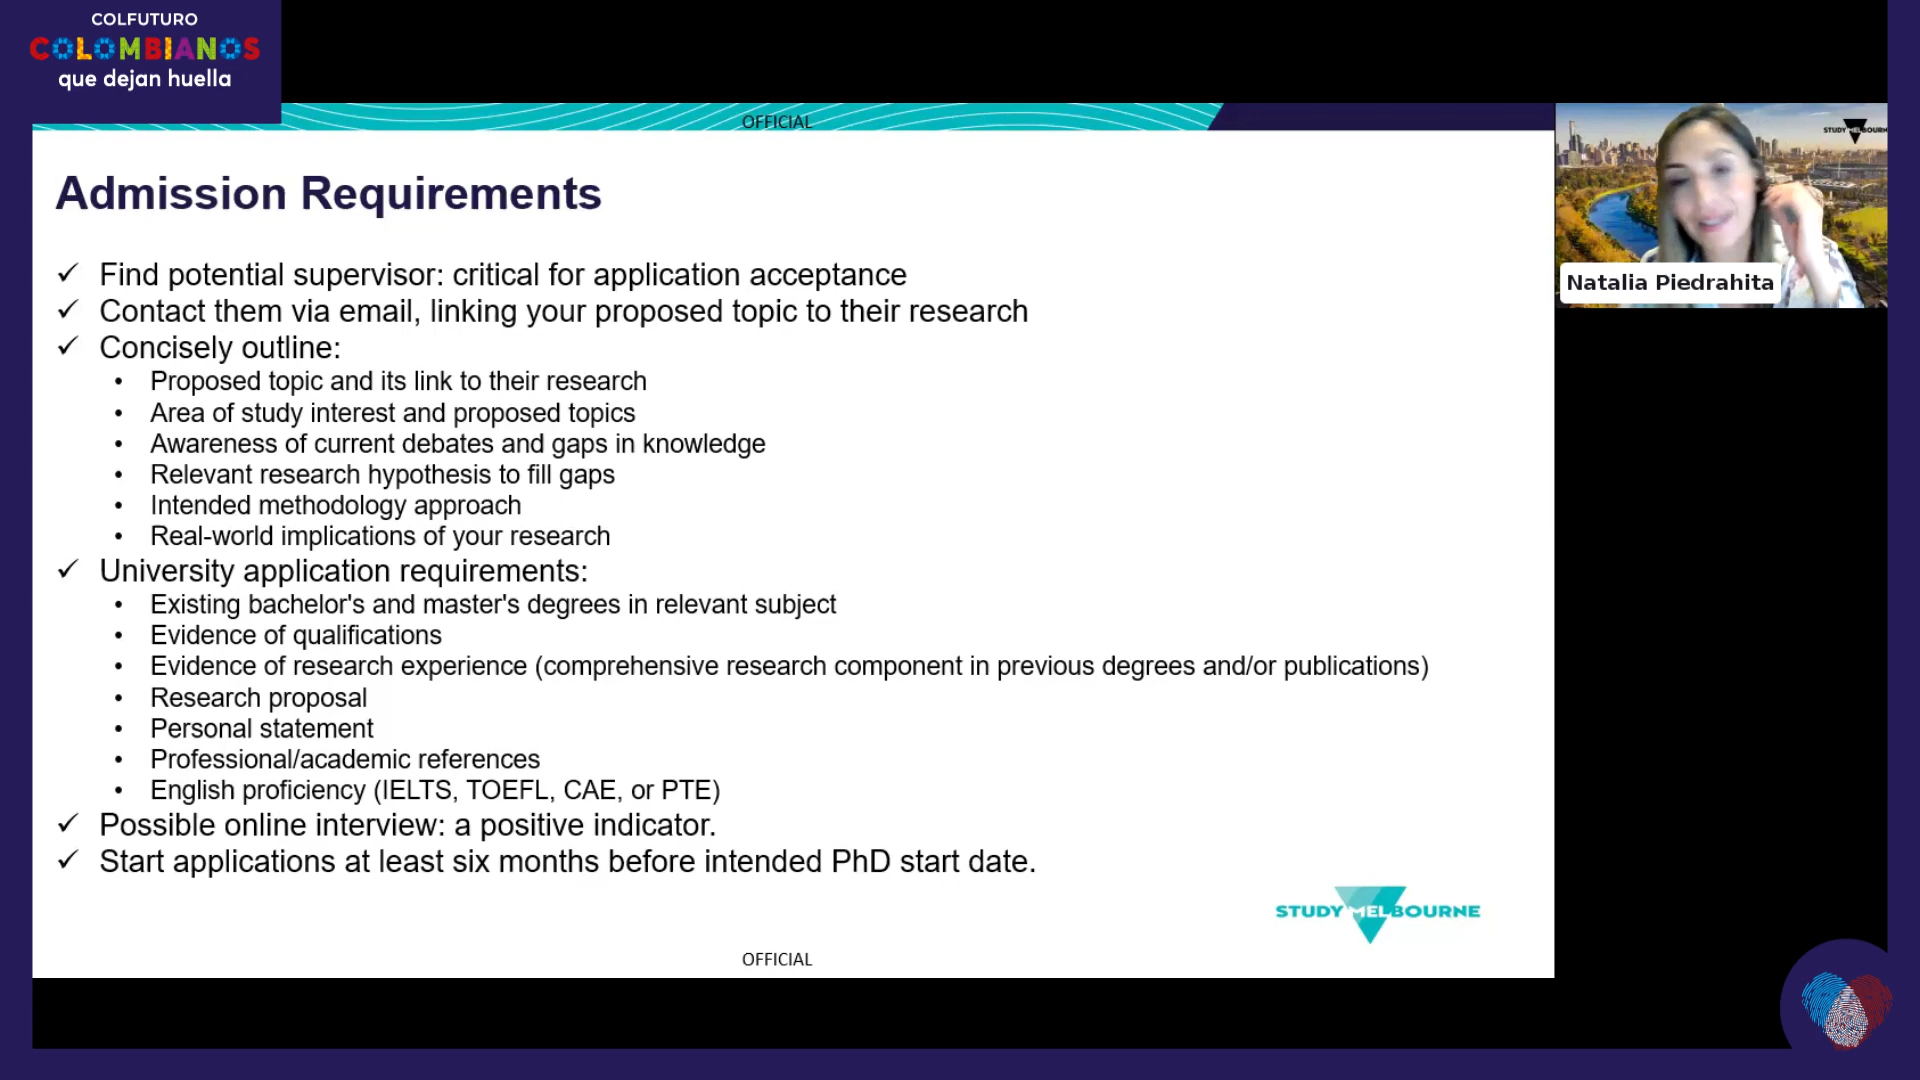 COLFUTURO
COLOMBIANOS
que dejan huella
OFFICIAL
STUDY MELBOURNE
Natalia Piedrahita
Admission Requirements
✓ Find potential supervisor: critical for application acceptance
✓ Contact them via email, linking your proposed topic to their research
✓ Concisely outline:
• Proposed topic and its link to their research
• Area of study interest and proposed topics
• Awareness of current debates and gaps in knowledge
• Relevant research hypothesis to fill gaps
• Intended methodology approach
• Real-world implications of your research
✓ University application requirements:
• Existing bachelor's and master's degrees in relevant subject
• Evidence of qualifications
• Evidence of research experience (comprehensive research component in previous degrees and/or publications)
• Research proposal
• Personal statement
• Professional/academic references
• English proficiency (IELTS, TOEFL, CAE, or PTE)
✓ Possible online interview: a positive indicator.
✓ Start applications at least six months before intended PhD start date.
STUDY MELBOURNE
OFFICIAL